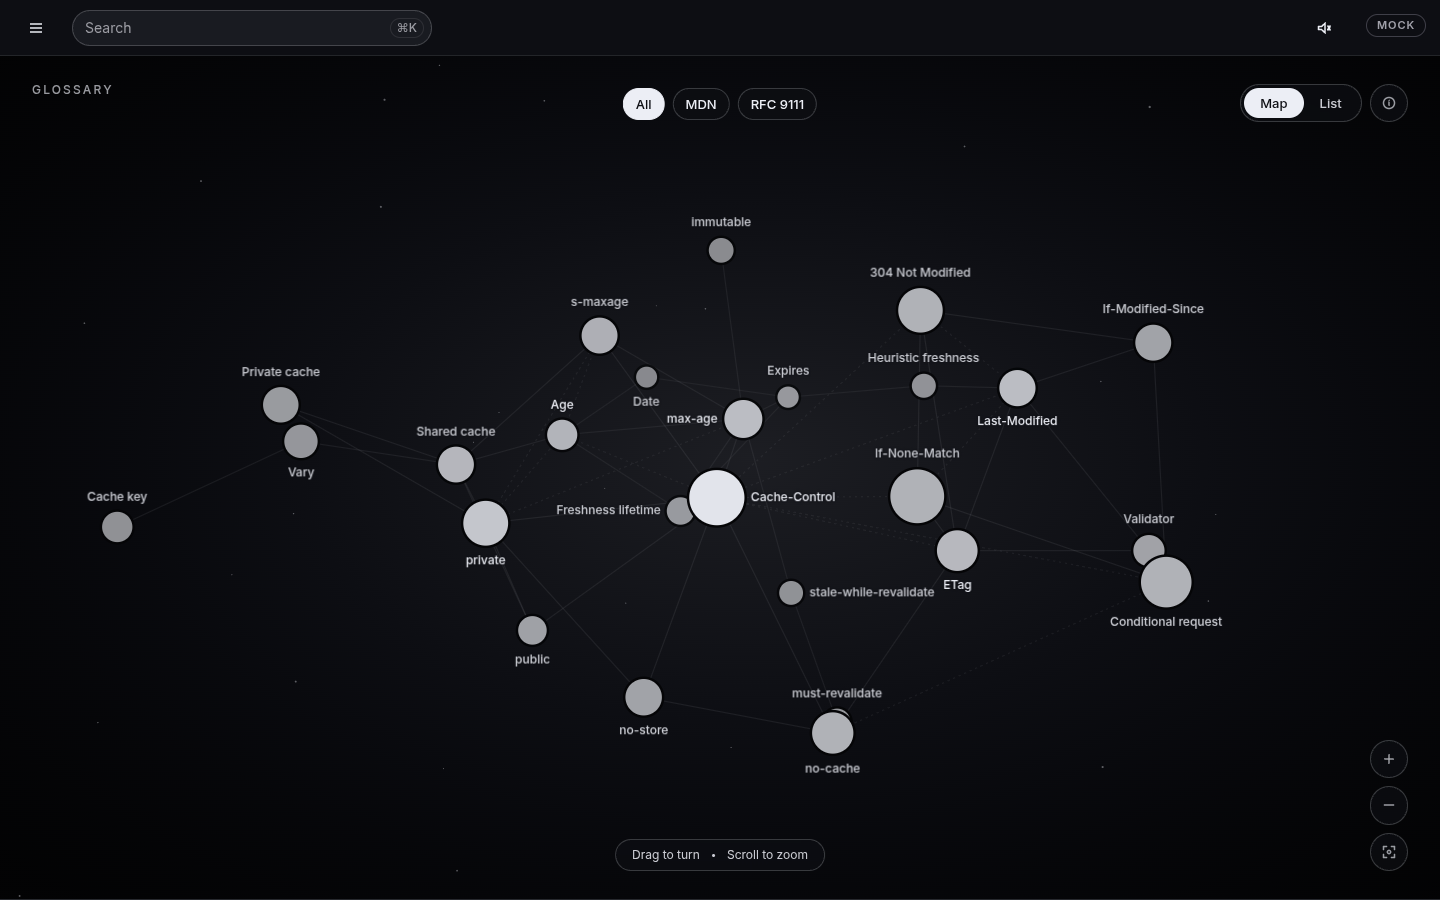 Search
⌘K
MOCK
GLOSSARY
All
MDN
RFC 9111
Map
List
immutable
304 Not Modified
s-maxage
If-Modified-Since
Private cache
Heuristic freshness
Expires
Date
Age
max-age
Last-Modified
Shared cache
If-None-Match
Vary
Cache key
Cache-Control
Freshness lifetime
Validator
private
ETag
stale-while-revalidate
Conditional request
public
must-revalidate
no-store
no-cache
Drag to turn • Scroll to zoom